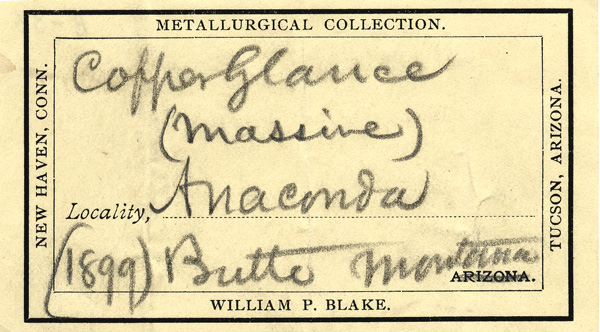 METALLURGICAL COLLECTION.
NEW HAVEN, CONN.
Copper Glance
(Massive)
Locality, Anaconda
(1899) Butte Montana
ARIZONA.
TUCSON, ARIZONA.
WILLIAM P. BLAKE.